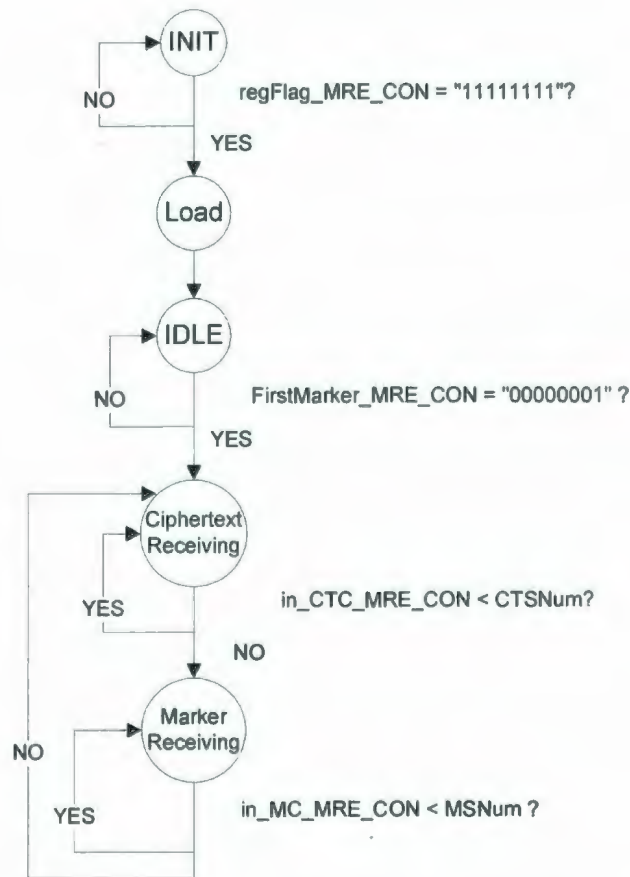 INIT
NO
regFlag_MRE_CON = "11111111"?
YES
Load
IDLE
NO
FirstMarker_MRE_CON = "00000001" ?
YES
Ciphertext
Receiving
YES
in_CTC_MRE_CON < CTSNum?
NO
Marker
Receiving
NO
YES
in_MC_MRE_CON < MSNum ?